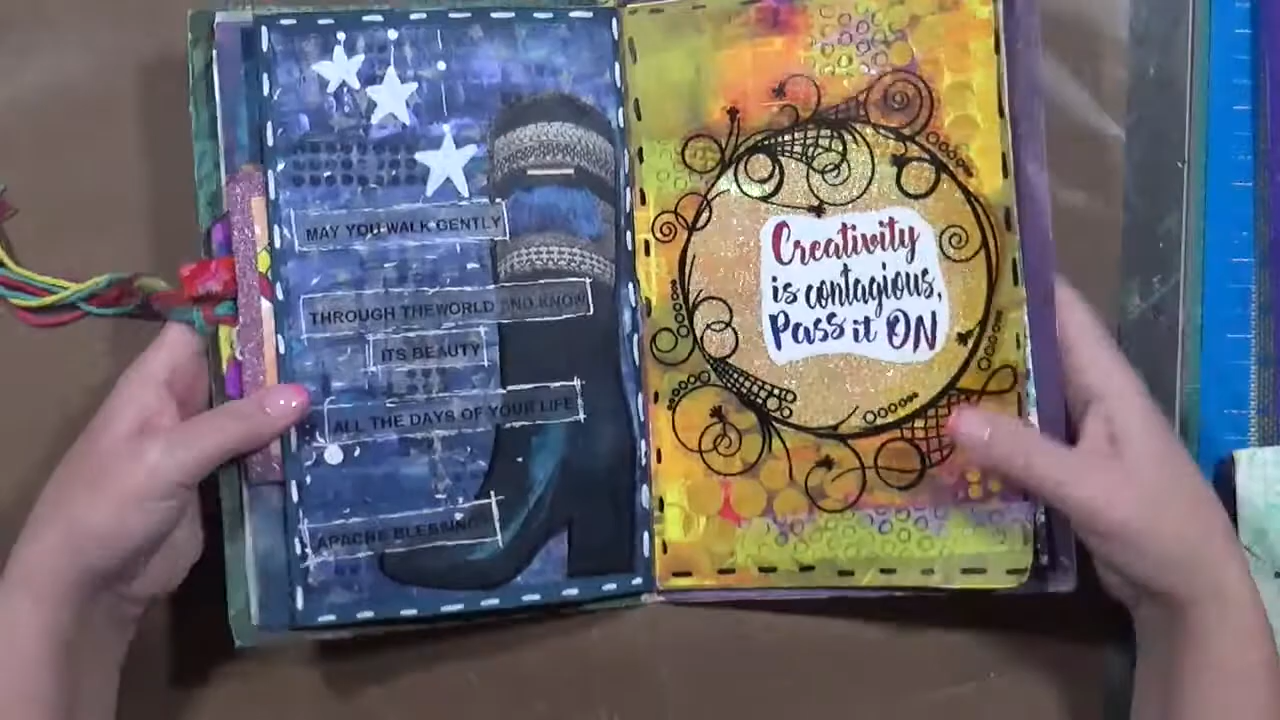 MAY YOU WALK GENTLY
THROUGH THEWORLD AND KNOW
ITS BEAUTY
ALL THE DAYS OF YOUR LIFE
APACHE BLESSING
Creativity
is contagious,
Pass it ON